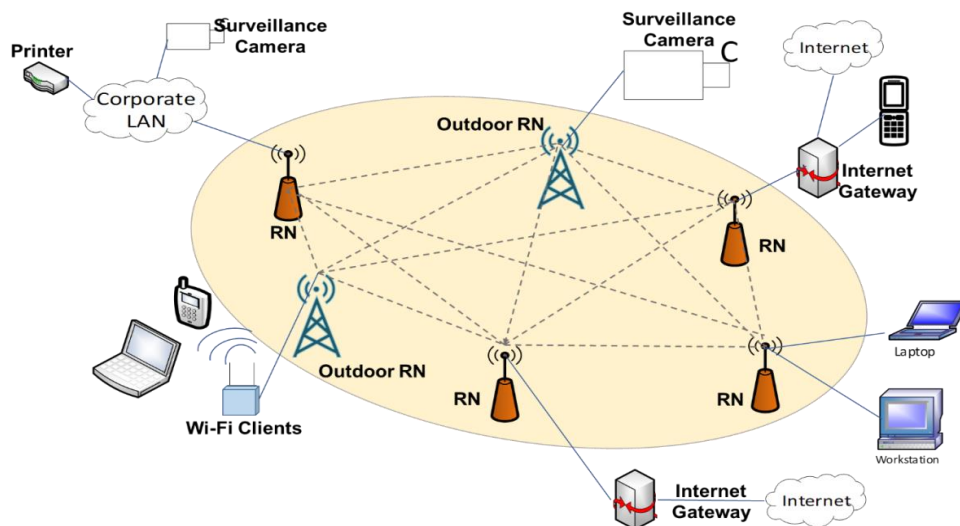 Surveillance
Camera
C
Printer
Corporate
LAN
Surveillance
Camera
C
Internet
Outdoor RN
Internet
Gateway
RN
RN
Outdoor RN
Laptop
RN
RN
Wi-Fi Clients
Workstation
Internet
Gateway
Internet